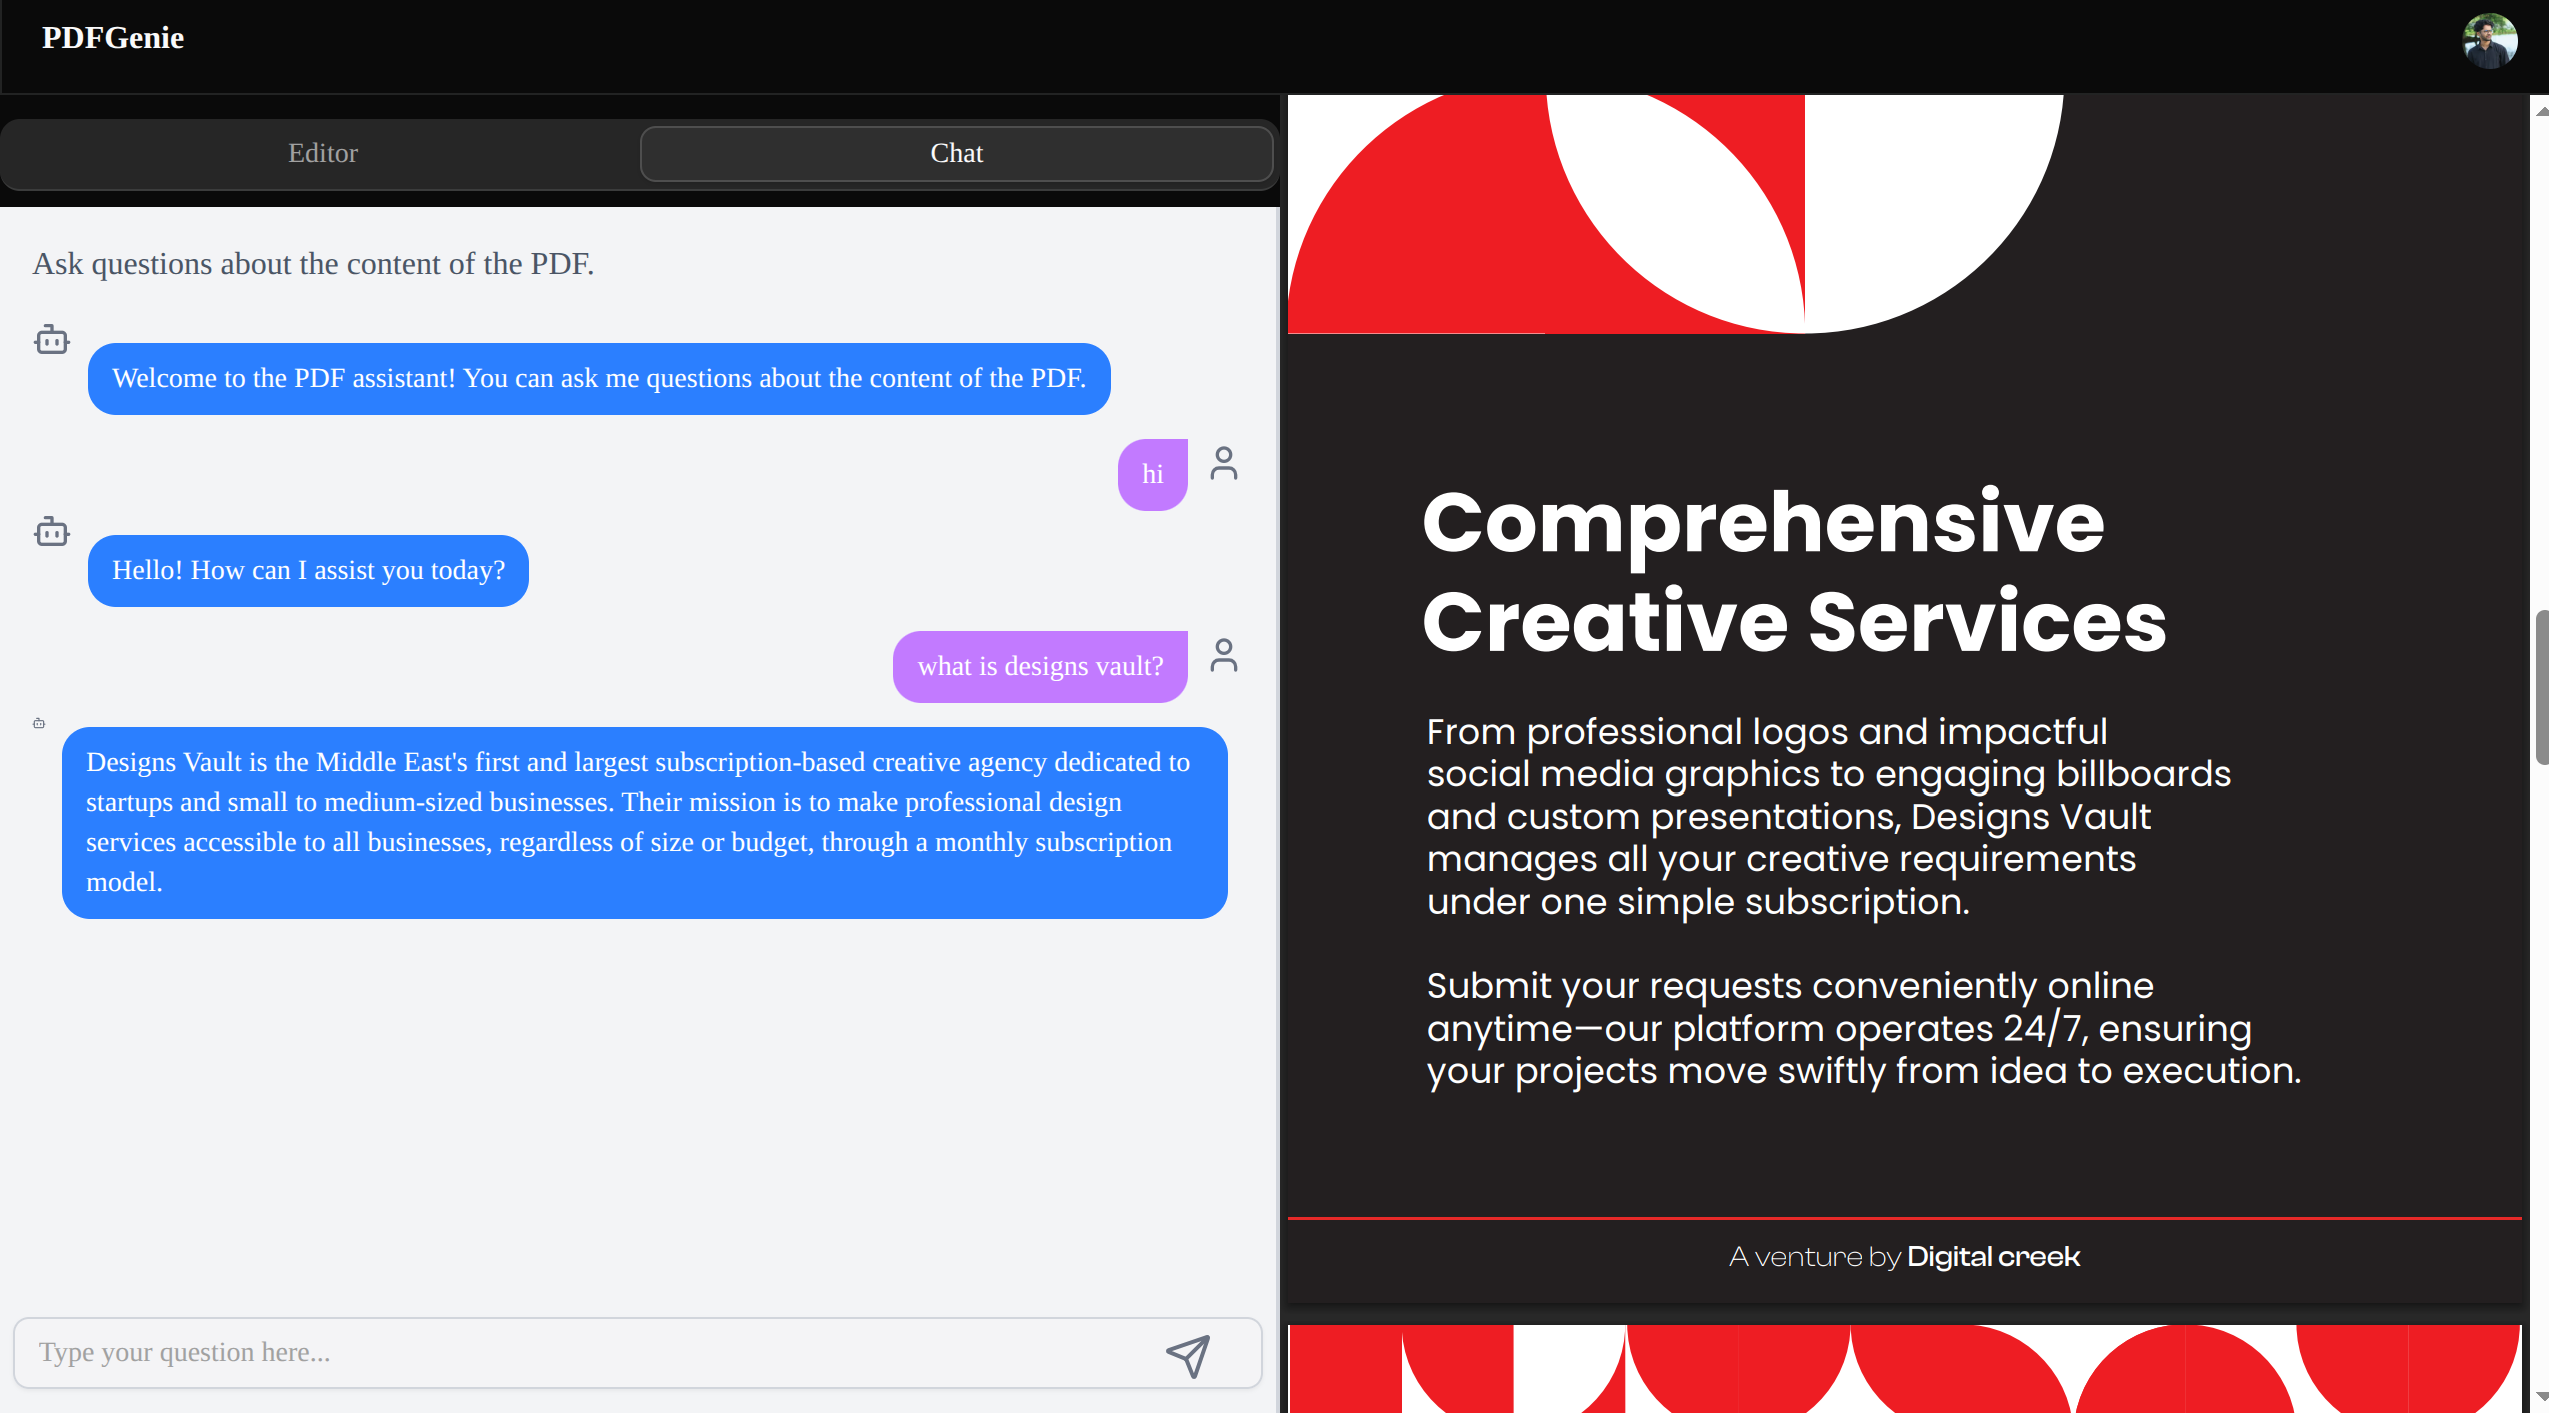 PDFGenie
Editor
Chat
Ask questions about the content of the PDF.
Welcome to the PDF assistant! You can ask me questions about the content of the PDF.
hi
Hello! How can I assist you today?
what is designs vault?
Designs Vault is the Middle East's first and largest subscription-based creative agency dedicated to
startups and small to medium-sized businesses. Their mission is to make professional design
services accessible to all businesses, regardless of size or budget, through a monthly subscription
model.
Type your question here...
Comprehensive
Creative Services
From professional logos and impactful
social media graphics to engaging billboards
and custom presentations, Designs Vault
manages all your creative requirements
under one simple subscription.
Submit your requests conveniently online
anytime—our platform operates 24/7, ensuring
your projects move swiftly from idea to execution.
A venture by Digital creek